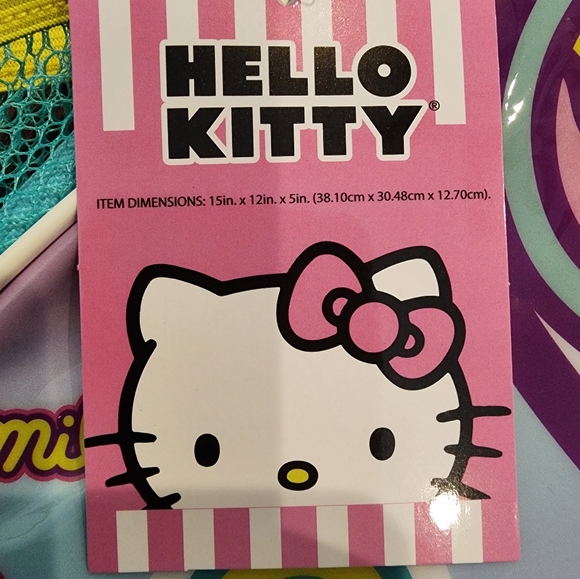 HELLO
KITTY®
ITEM DIMENSIONS: 15in. x 12in. x 5in. (38.10cm x 30.48cm x 12.70cm).